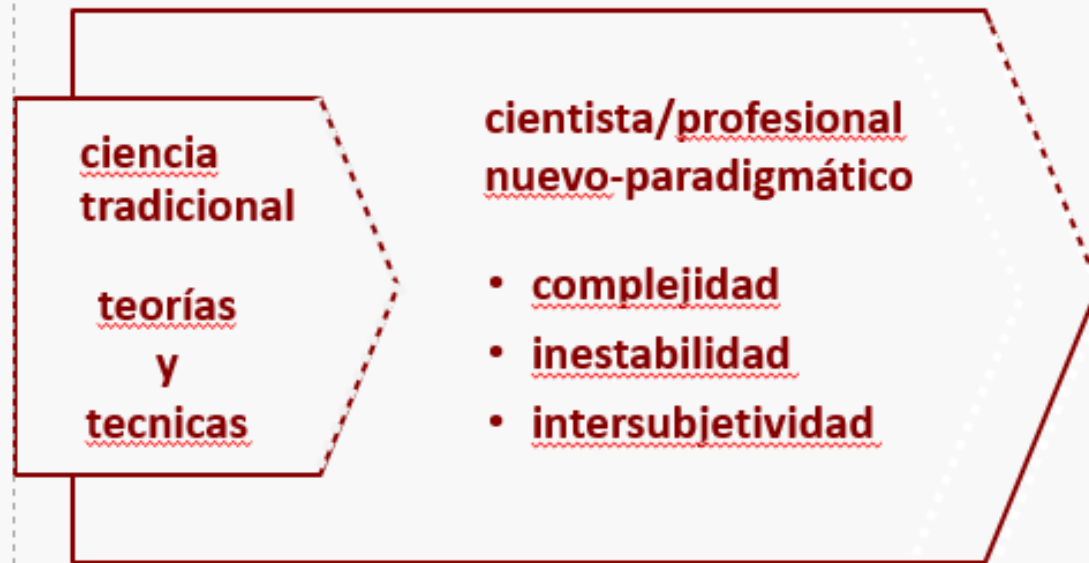 ciencia
tradicional
teorías
y
tecnicas
cientista/profesional
nuevo-paradigmático
• complejidad
• inestabilidad
• intersubjetividad